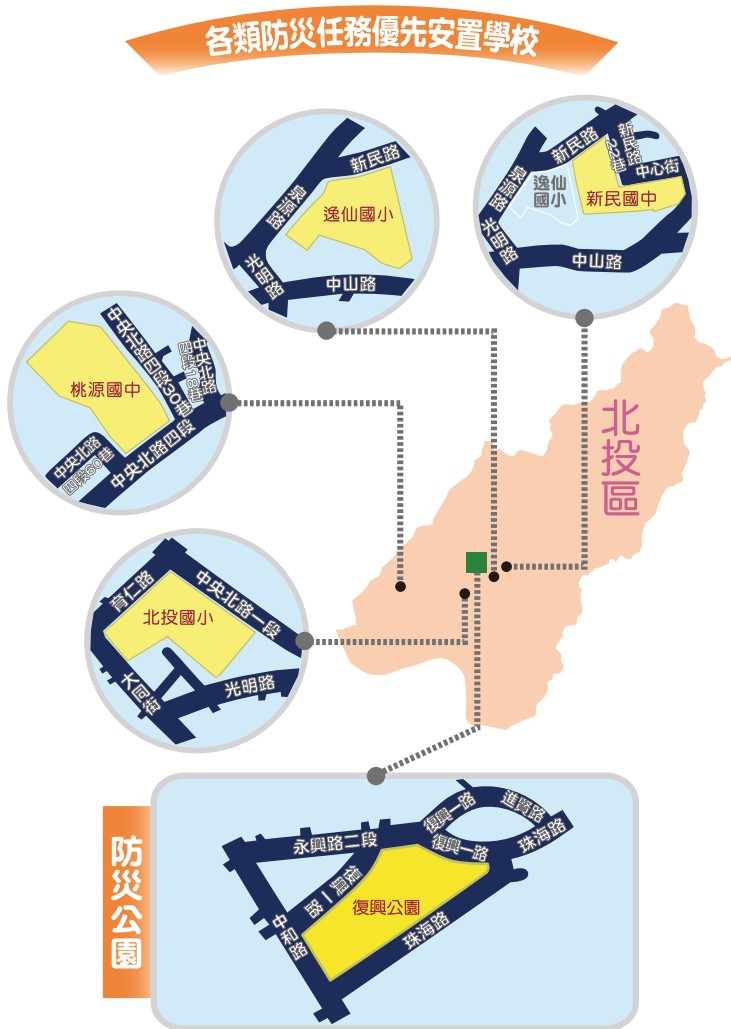 各類防災任務優先安置學校
新民路
泉源路
逸仙國小
光明路
中山路
新民路
新民路
22巷
中心街
泉源路
逸仙
國小
新民國中
光明路
中山路
北投區
中央北路四段90巷
中央北路
四段18巷
桃源國中
中央北路四段
中央北路
四段60巷
育仁路
中央北路一段
北投國小
大同街
光明路
防災公園
復興一路
進賢路
永興路二段
復興一路
珠海路
溫泉路
復興公園
中和路
珠海路